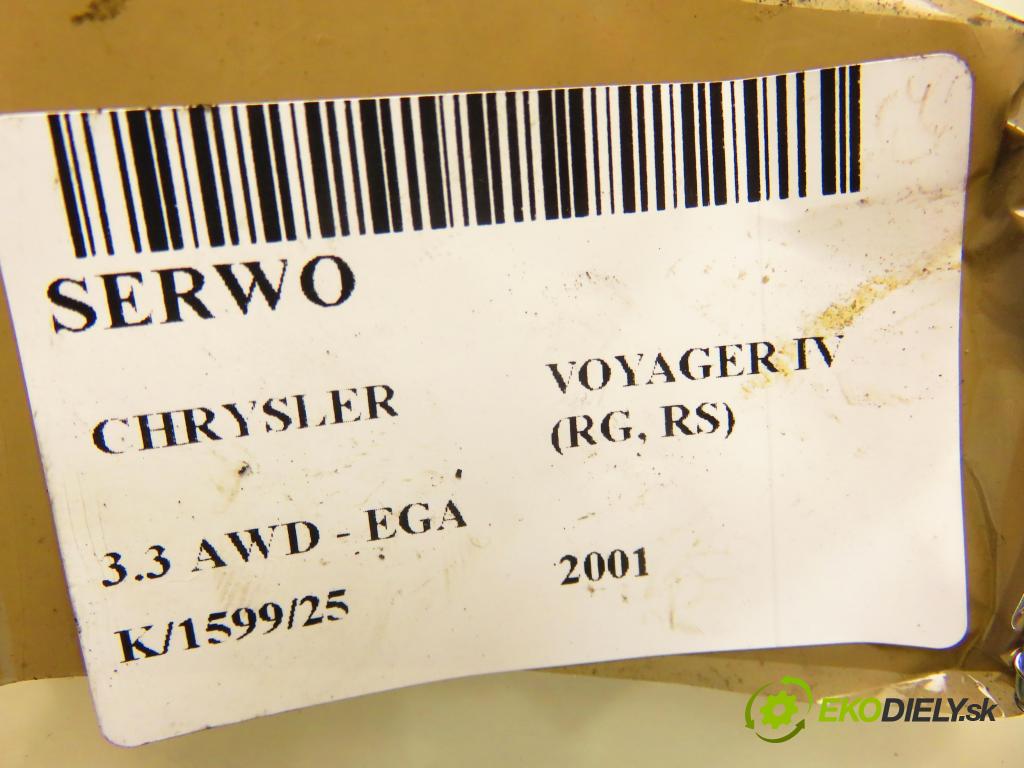 SERWO
CHRYSLER
VOYAGER IV
(RG, RS)
3.3 AWD - EGA
2001
K/1599/25
EKODIELY.sk